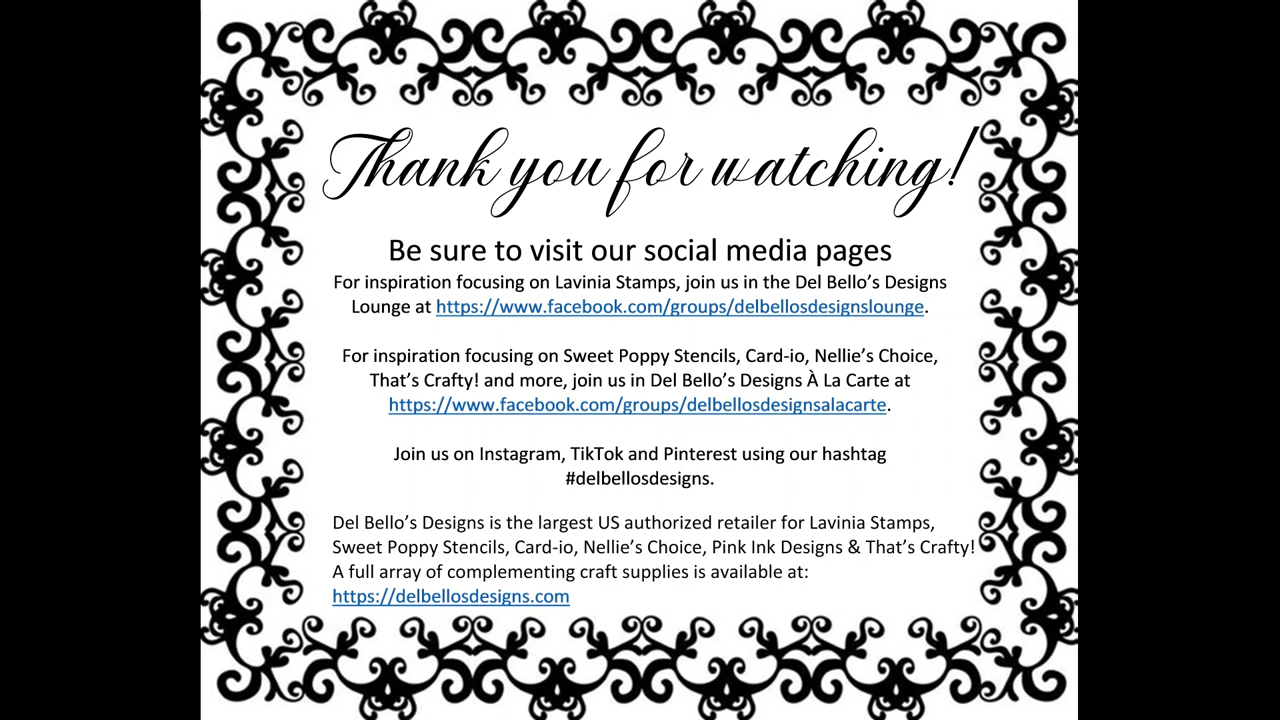 Thank you for watching!
Be sure to visit our social media pages
For inspiration focusing on Lavinia Stamps, join us in the Del Bello’s Designs
Lounge at https://www.facebook.com/groups/delbellosdesignslounge.
For inspiration focusing on Sweet Poppy Stencils, Card-io, Nellie’s Choice,
That’s Crafty! and more, join us in Del Bello’s Designs À La Carte at
https://www.facebook.com/groups/delbellosdesignsalacarte.
Join us on Instagram, TikTok and Pinterest using our hashtag
#delbellosdesigns.
Del Bello’s Designs is the largest US authorized retailer for Lavinia Stamps,
Sweet Poppy Stencils, Card-io, Nellie’s Choice, Pink Ink Designs & That’s Crafty!
A full array of complementing craft supplies is available at:
https://delbellosdesigns.com